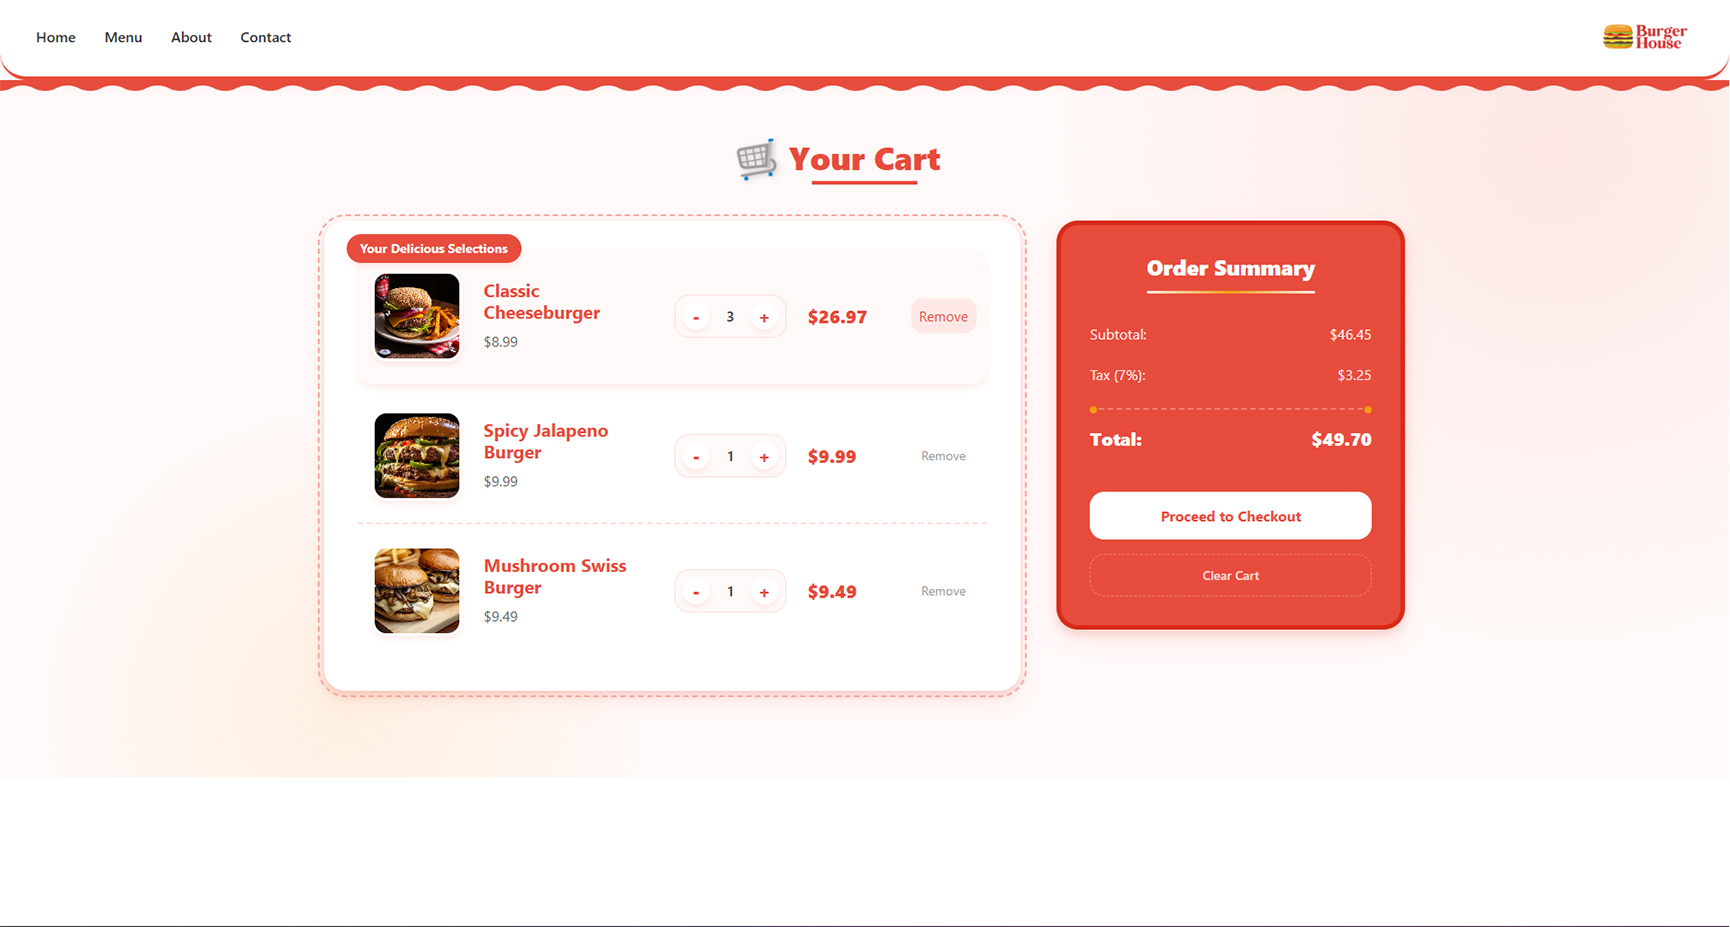 Home Menu About Contact
Burger
House
Your Cart
Your Delicious Selections
Classic
Cheeseburger
$8.99
- 3 +
$26.97
Remove
Spicy Jalapeno
Burger
$9.99
- 1 +
$9.99
Remove
Mushroom Swiss
Burger
$9.49
- 1 +
$9.49
Remove
Order Summary
Subtotal: $46.45
Tax (7%): $3.25
Total: $49.70
Proceed to Checkout
Clear Cart